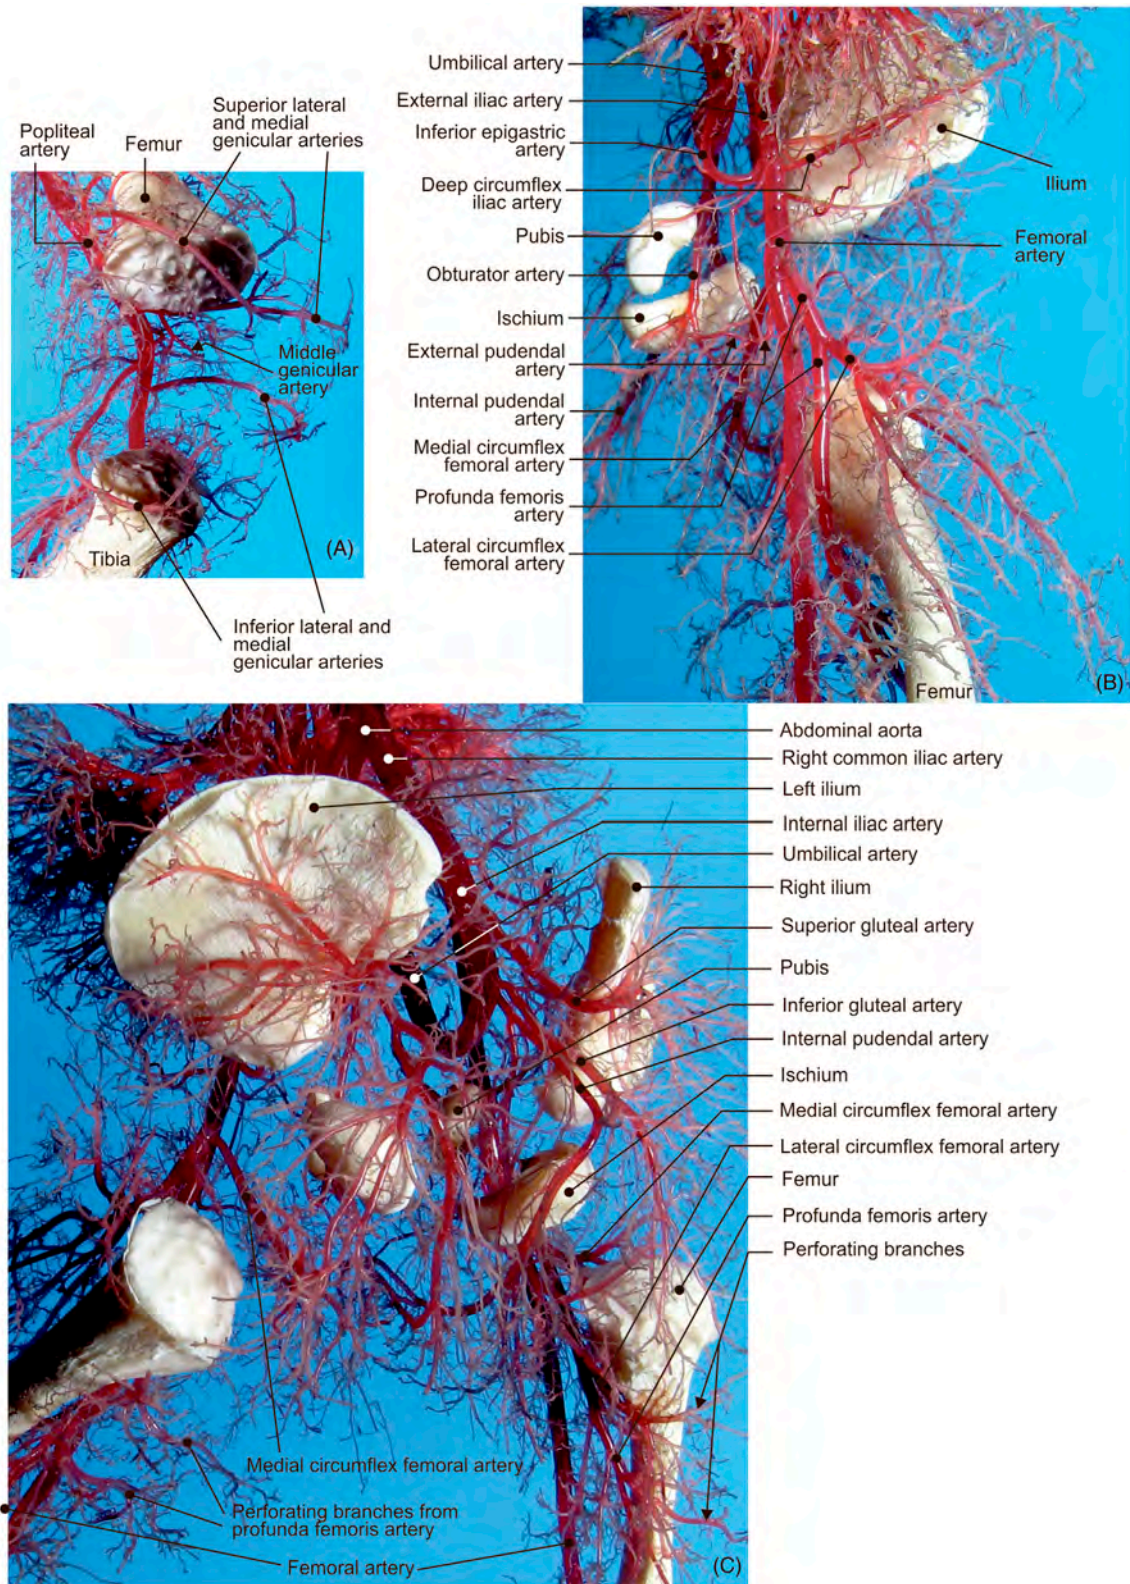 Popliteal
artery
Femur
Superior lateral
and medial
genicular arteries
Middle
genicular
artery
Tibia
(A)
Inferior lateral and
medial
genicular arteries
Umbilical artery
External iliac artery
Inferior epigastric
artery
Deep circumflex
iliac artery
Pubis
Obturator artery
Ischium
External pudendal
artery
Internal pudendal
artery
Medial circumflex
femoral artery
Profunda femoris
artery
Lateral circumflex
femoral artery
Ilium
Femoral
artery
Femur
(B)
Abdominal aorta
Right common iliac artery
Left ilium
Internal iliac artery
Umbilical artery
Right ilium
Superior gluteal artery
Pubis
Inferior gluteal artery
Internal pudendal artery
Ischium
Medial circumflex femoral artery
Lateral circumflex femoral artery
Femur
Profunda femoris artery
Perforating branches
Medial circumflex femoral artery
Perforating branches from
profunda femoris artery
Femoral artery
(C)